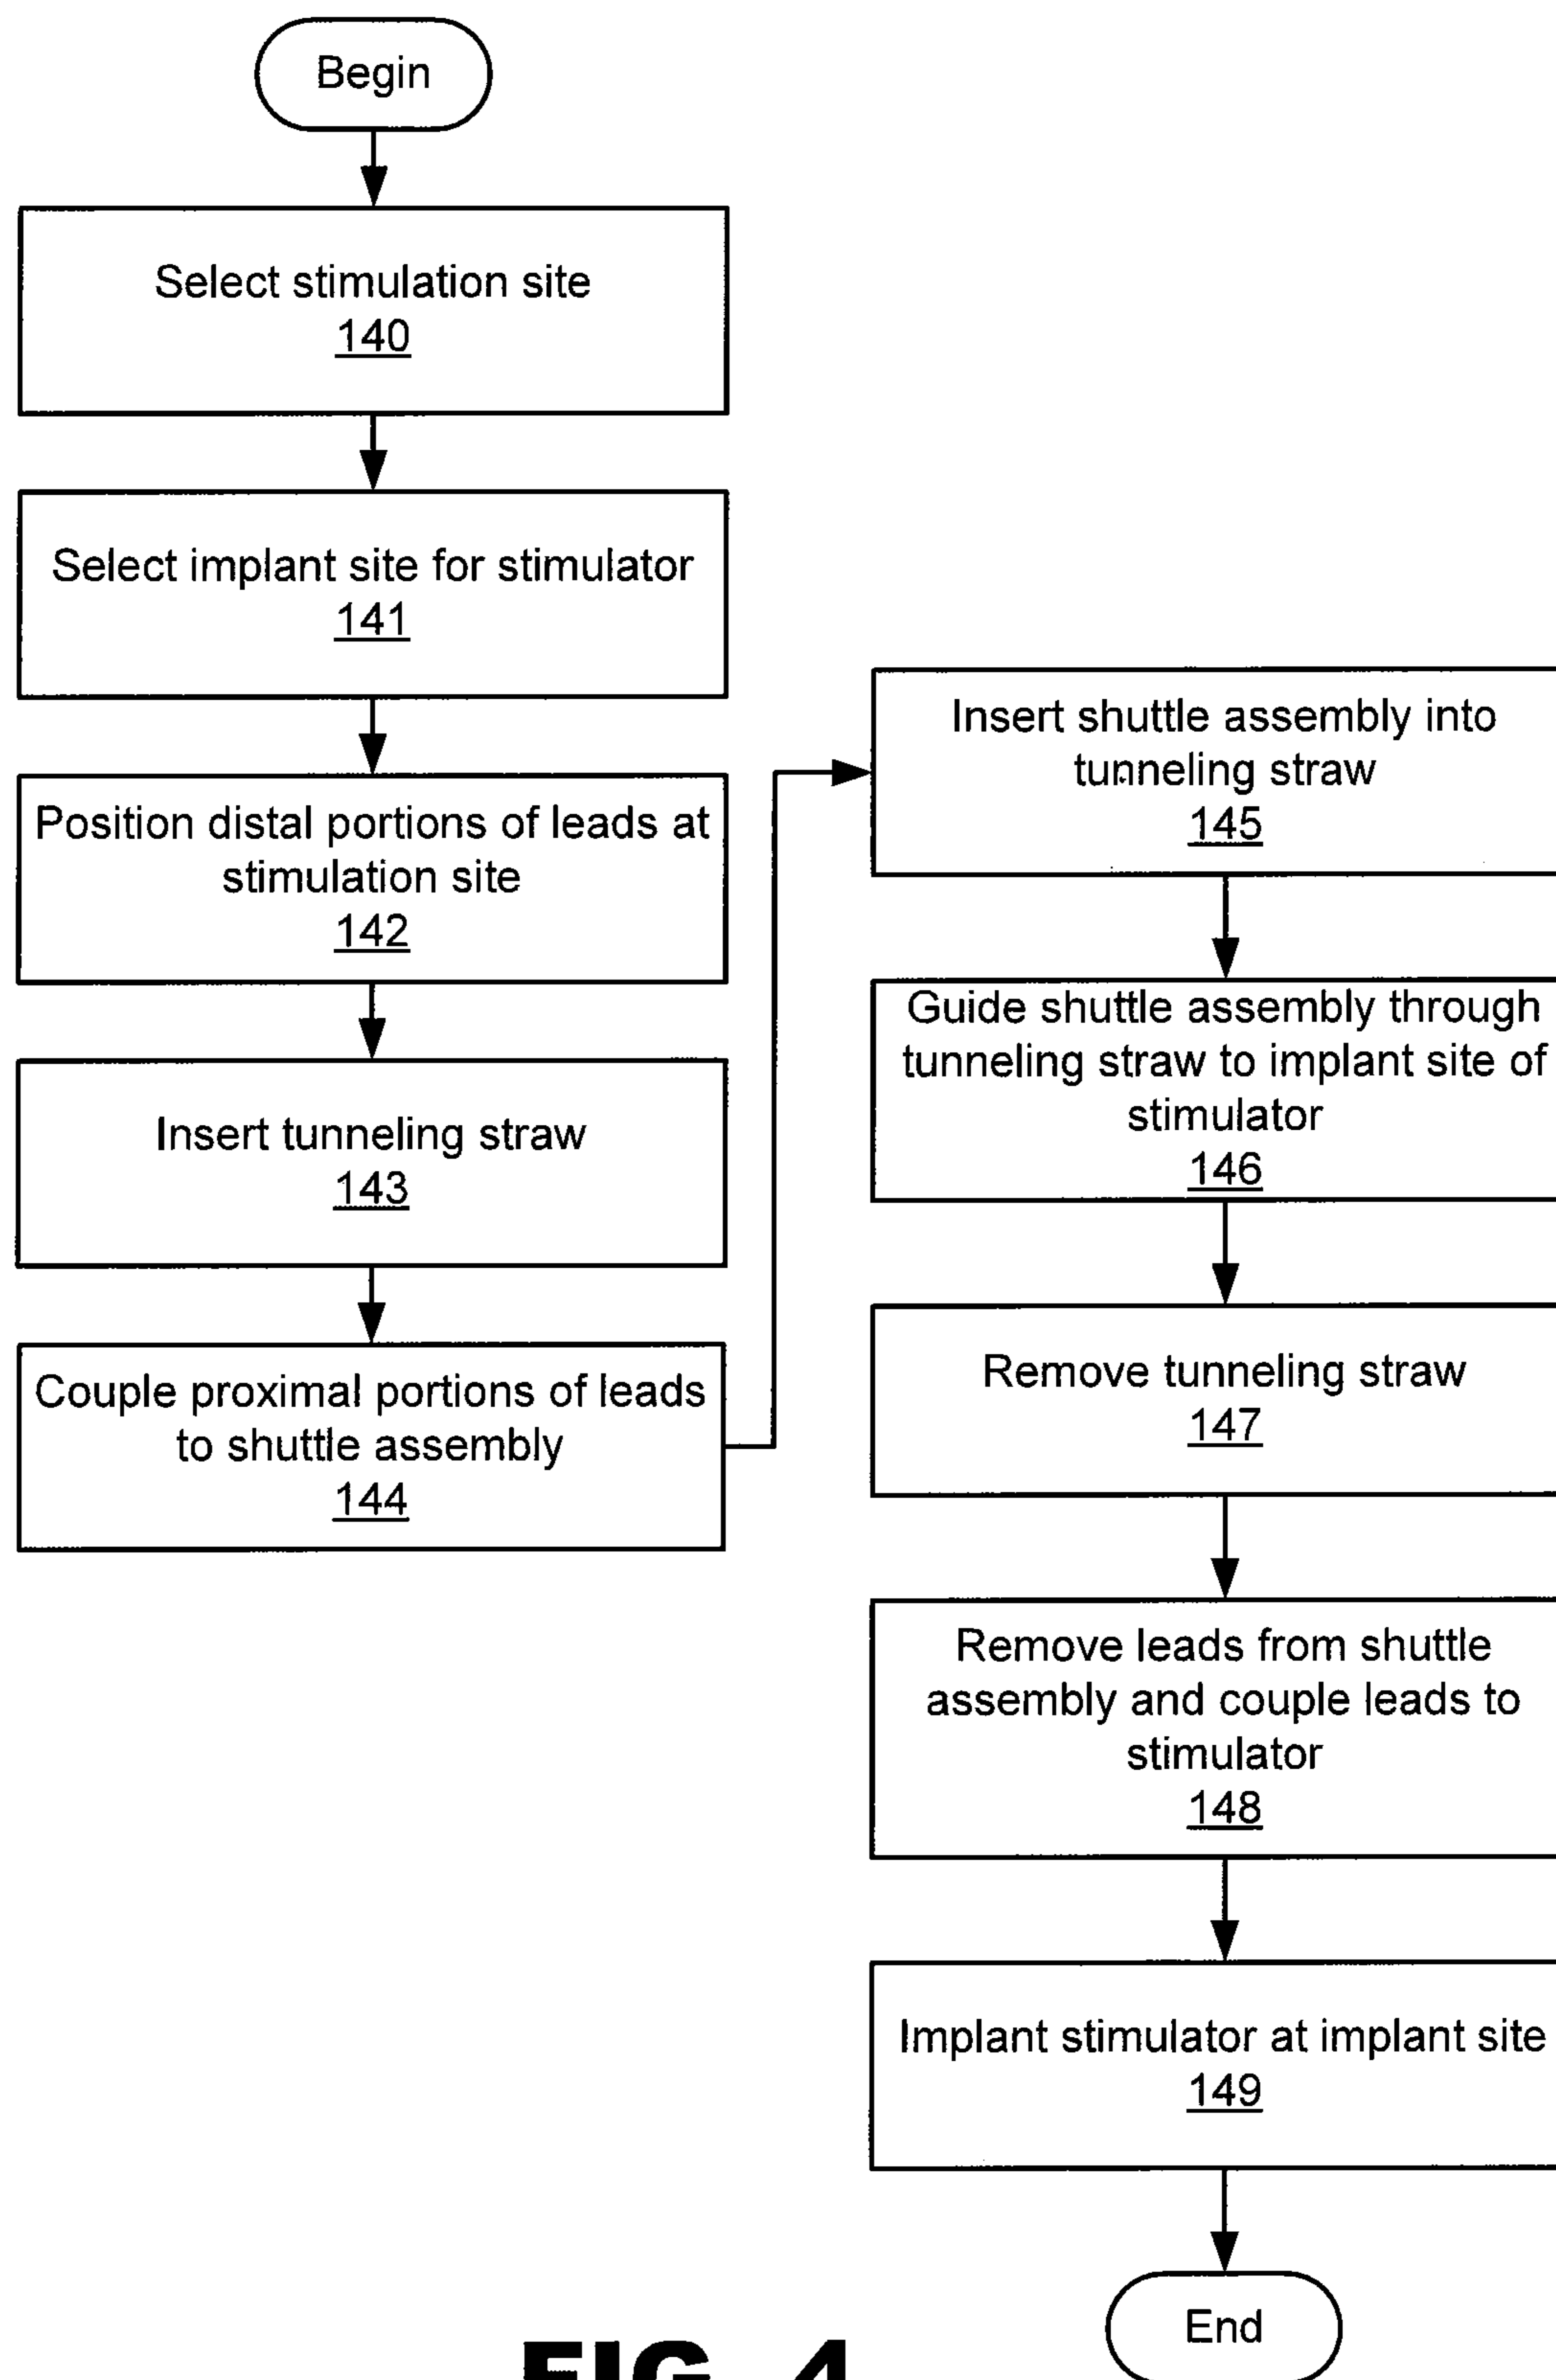 Begin
Select stimulation site
140
Select implant site for stimulator
141
Position distal portions of leads at
stimulation site
142
Insert tunneling straw
143
Couple proximal portions of leads
to shuttle assembly
144
Insert shuttle assembly into
tunneling straw
145
Guide shuttle assembly through
tunneling straw to implant site of
stimulator
146
Remove tunneling straw
147
Remove leads from shuttle
assembly and couple leads to
stimulator
148
Implant stimulator at implant site
149
End
FIG. 4